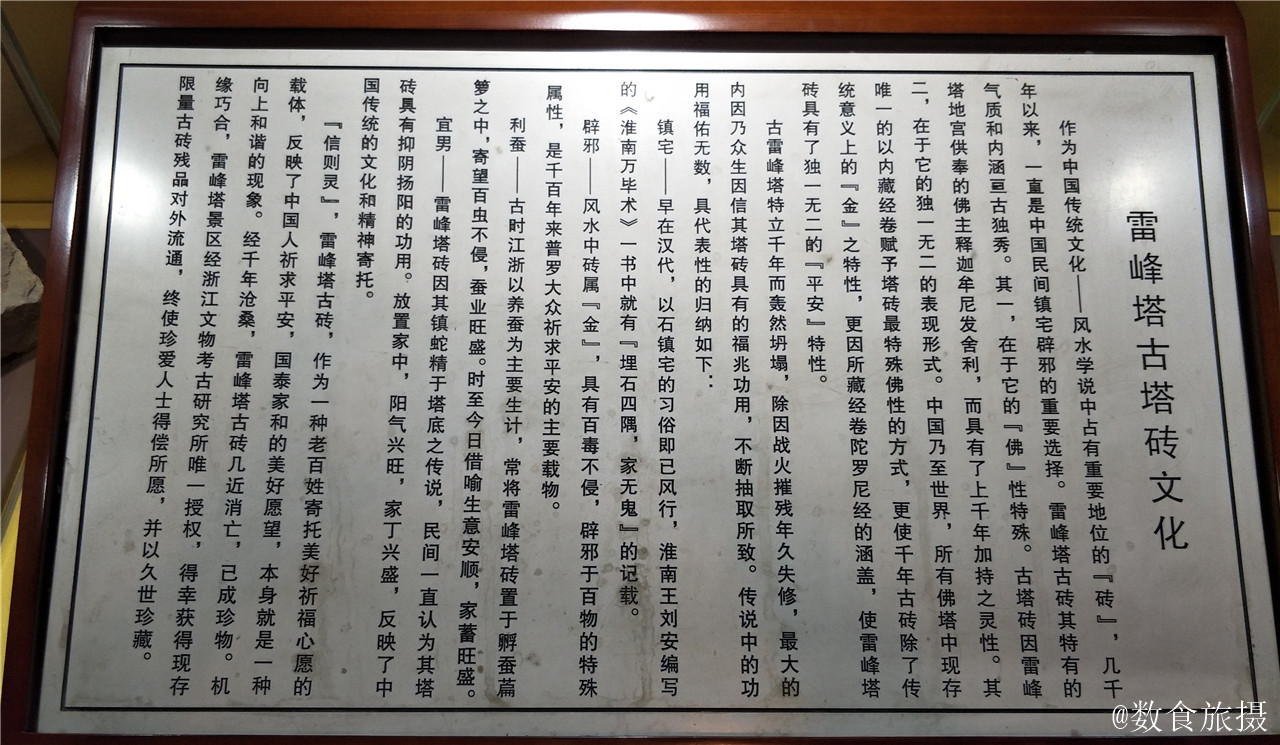 雷峰塔古塔砖文化
作为中国传统文化——风水学说中占有重要地位的『砖』，几千
年以来，一直是中国民间镇宅辟邪的重要选择。雷峰塔古砖其特有的
气质和内涵亘古独秀。其一，在于它的『佛』性特殊。古塔砖因雷峰
塔地宫供奉的佛主释迦牟尼发舍利，而具有了上千年加持之灵性。其
二，在于它的独一无二的表现形式。中国乃至世界，所有佛塔中现存
唯一的以内藏经卷赋予塔砖最特殊佛性的方式，更使千年古砖除了传
统意义上的『金』之特性，更因所藏经卷陀罗尼经的涵盖，使雷峰塔
砖具有了独一无二的『平安』特性。
古雷峰塔特立千年而轰然坍塌，除因战火摧残年久失修，最大的
内因乃众生因信其塔砖具有的福兆功用，不断抽取所致。传说中的功
用福佑无数，具代表性的归纳如下：
镇宅——早在汉代，以石镇宅的习俗即已风行，淮南王刘安编写
的《淮南万毕术》一书中就有『埋石四隅，家无鬼』的记载。
辟邪——风水中砖属『金』，具有百毒不侵，辟邪于百物的特殊
属性，是千百年来普罗大众祈求平安的主要载物。
利蚕——古时江浙以养蚕为主要生计，常将雷峰塔砖置于孵蚕篇
箩之中，寄望百虫不侵，蚕业旺盛。时至今日借喻生意安顺，家蓄旺盛。
宜男——雷峰塔砖因其镇蛇精于塔底之传说，民间一直认为其塔
砖具有抑阴扬阳的功用。放置家中，阳气兴旺，家丁兴盛，反映了中
国传统的文化和精神寄托。
『信则灵』，雷峰塔古砖，作为一种老百姓寄托美好祈福心愿的
载体，反映了中国人祈求平安，国泰家和的美好愿望，本身就是一种
向上和谐的现象。经千年沧桑，雷峰塔古砖几近消亡，已成珍物。机
缘巧合，雷峰塔景区经浙江文物考古研究所唯一授权，得幸获得现存
限量古砖残品对外流通，终使珍爱人士得偿所愿，并以久世珍藏。
@数食旅摄